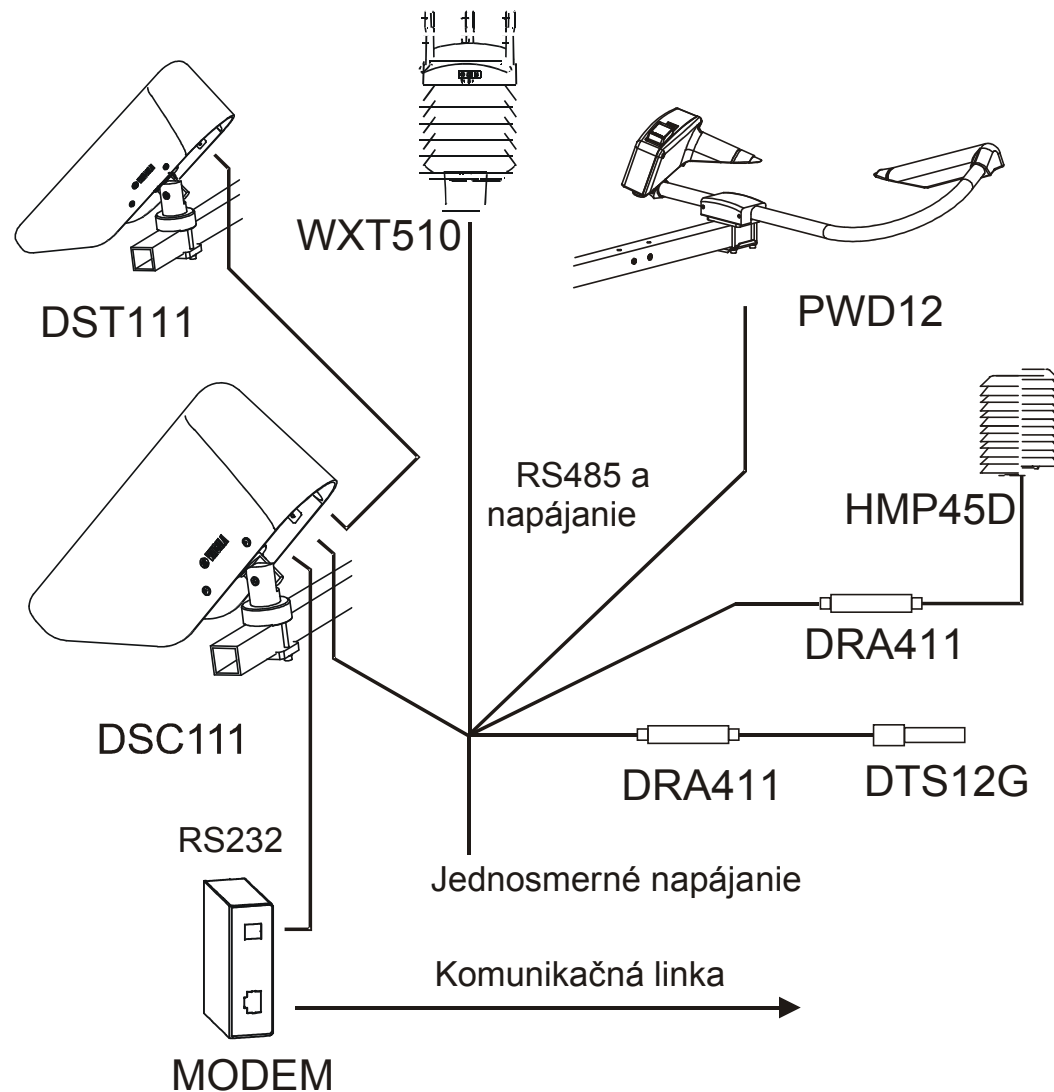 WXT510
DST111
PWD12
RS485 a
napájanie
HMP45D
DRA411
DSC111
DRA411
DTS12G
RS232
Jednosmerné napájanie
Komunikačná linka
MODEM